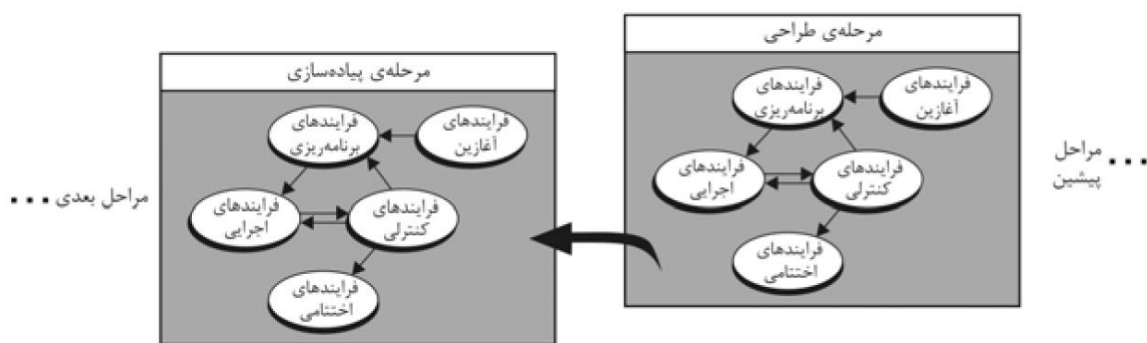 مرحله‌ی طراحی
فرایندهای
آغازین
فرایندهای
برنامه‌ریزی
فرایندهای
اجرایی
فرایندهای
کنترلی
فرایندهای
اختتامی
مراحل
پیشین
...
مرحله‌ی پیاده‌سازی
فرایندهای
آغازین
فرایندهای
برنامه‌ریزی
فرایندهای
اجرایی
فرایندهای
کنترلی
فرایندهای
اختتامی
مراحل بعدی ...